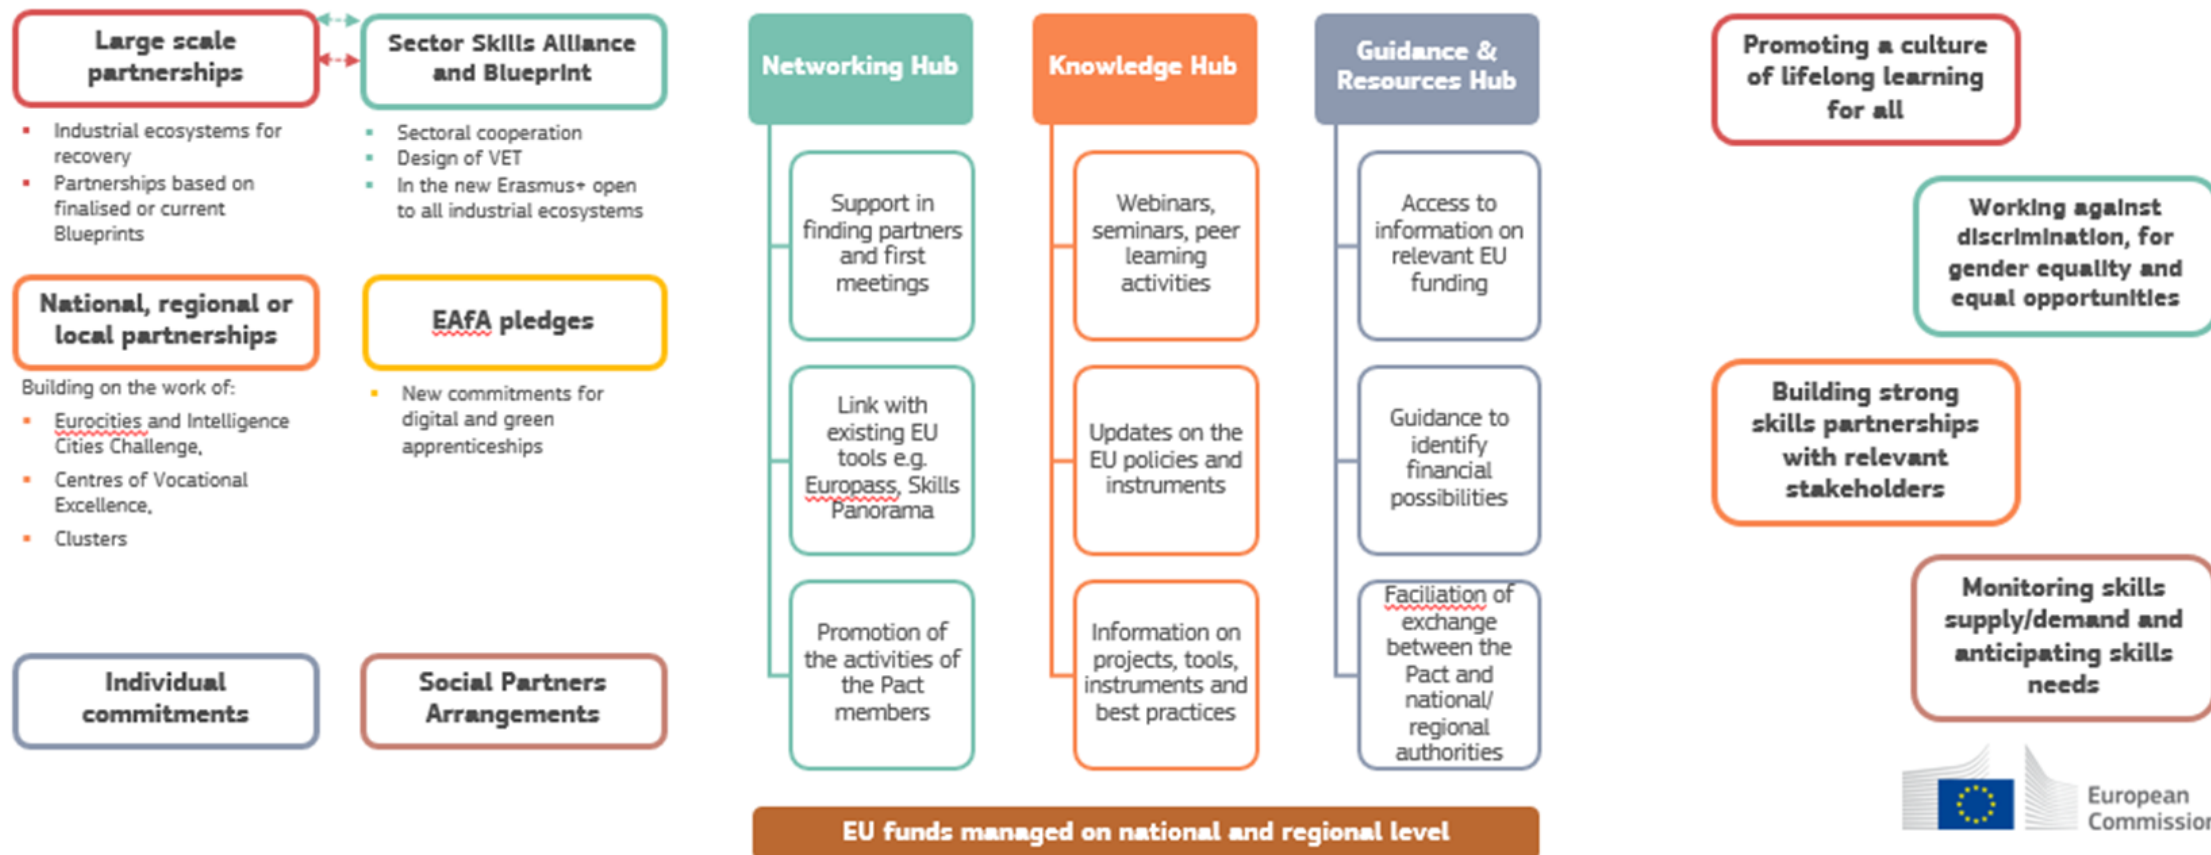 Large scale
partnerships
Industrial ecosystems for
recovery
Partnerships based on
finalised or current
Blueprints
Sector Skills Alliance
and Blueprint
Sectoral cooperation
Design of VET
In the new Erasmus+ open
to all industrial ecosystems
National, regional or
local partnerships
Building on the work of:
Eurocities and Intelligence
Cities Challenge,
Centres of Vocational
Excellence,
Clusters
EAfA pledges
New commitments for
digital and green
apprenticeships
Individual
commitments
Social Partners
Arrangements
Networking Hub
Support in
finding partners
and first
meetings
Link with
existing EU
tools e.g.
Europass, Skills
Panorama
Promotion of
the activities of
the Pact
members
Knowledge Hub
Webinars,
seminars, peer
learning
activities
Updates on the
EU policies and
instruments
Information on
projects, tools,
instruments and
best practices
Guidance &
Resources Hub
Access to
information on
relevant EU
funding
Guidance to
identify
financial
possibilities
Faciliation of
exchange
between the
Pact and
national/
regional
authorities
EU funds managed on national and regional level
Promoting a culture
of lifelong learning
for all
Working against
discrimination, for
gender equality and
equal opportunities
Building strong
skills partnerships
with relevant
stakeholders
Monitoring skills
supply/demand and
anticipating skills
needs
European
Commission